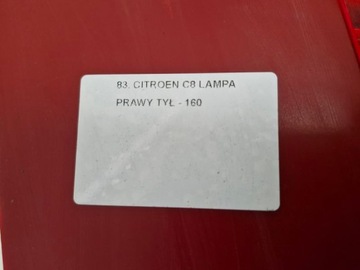 83. CITROEN C8 LAMPA
PRAWY TYŁ - 160